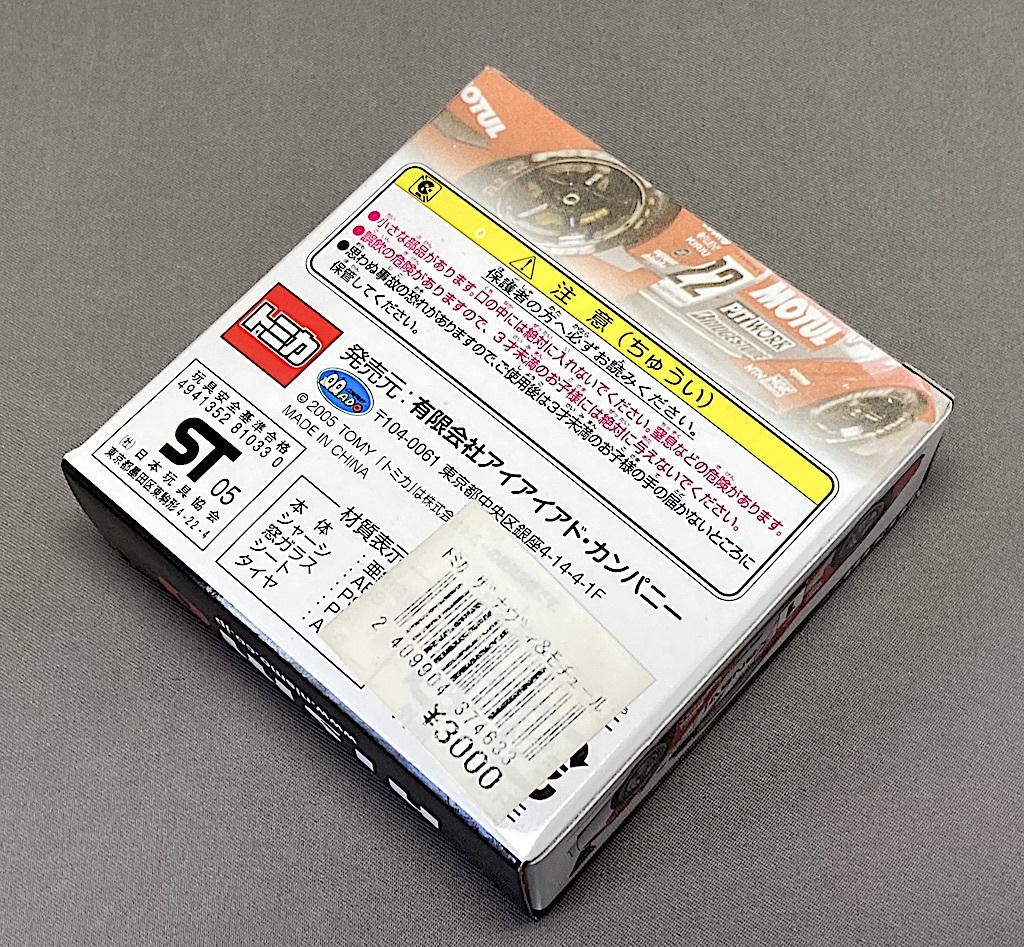 MOTUL
22
MOTUL
PITWORK
注 意 (ちゅうい)
保護者の方へ必ずお読みください。
●小さな部品があります。口の中には絶対に入れないでください。窒息などの危険があります。
●誤飲の危険がありますので、3才未満のお子様には絶対に与えないでください。
●思わぬ事故の恐れがありますので、ご使用後は3才未満のお子様の手の届かないところに
保管してください。
トミカ
発売元:有限会社アイアイアド・カンパニー
〒104-0061 東京都中央区銀座4-14-4-1F
© 2005 TOMY 「トミカ」は株式会
MADE IN CHINA
玩具安全基準合格
4941352 81033 0
ST 05
(社) 日本玩具協会
東京都墨田区東駒形4-22-4
材質表示
本体 : 亜
シャーシ
窓ガラス
シート
タイヤ
2 409904 374633
¥3000